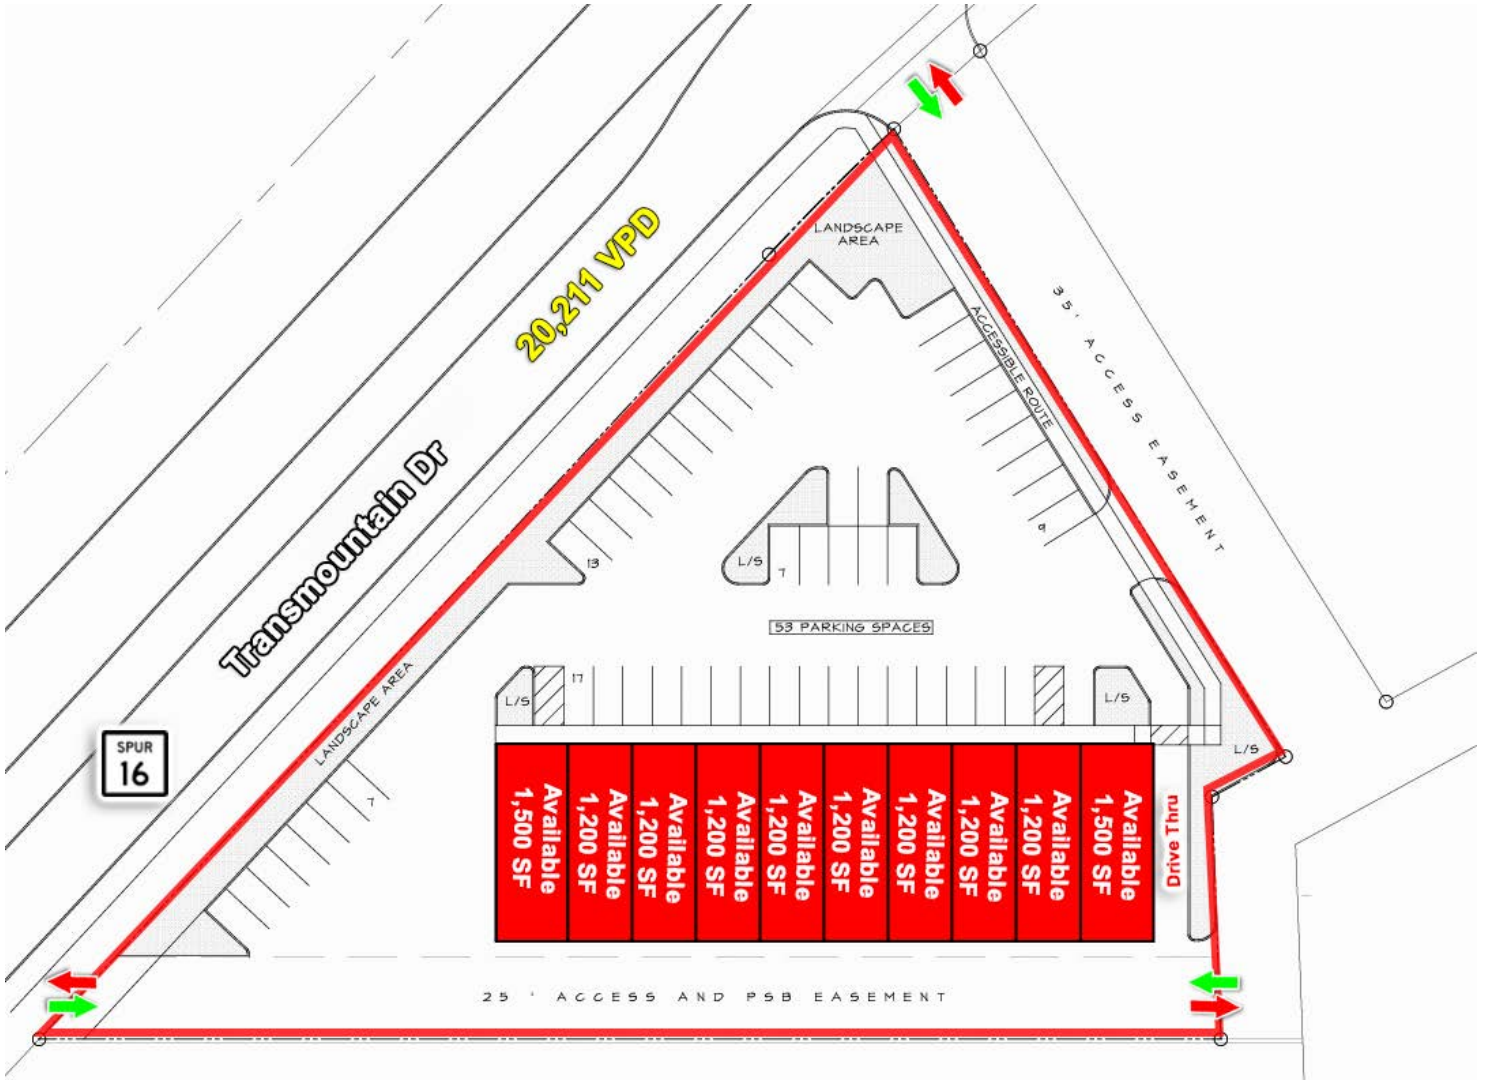 LANDSCAPE
AREA
20,211 VPD
35' ACCESS EASEMENT
ACCESSIBLE ROUTE
Transmountain Dr
13
L/S
7
53 PARKING SPACES
LANDSCAPE AREA
17
L/S
L/S
L/S
SPUR
16
7
Available
1,500 SF
Available
1,200 SF
Available
1,200 SF
Available
1,200 SF
Available
1,200 SF
Available
1,200 SF
Available
1,200 SF
Available
1,200 SF
Available
1,200 SF
Available
1,500 SF
Drive Thru
25 ' ACCESS AND PSB EASEMENT